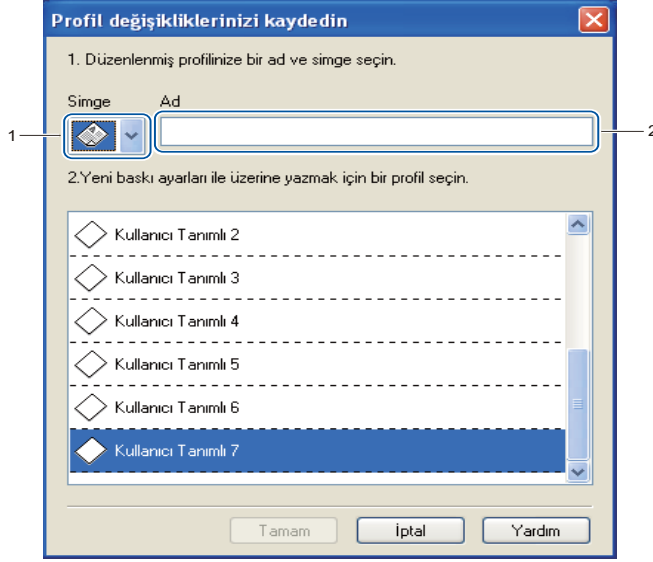 Profil değişikliklerinizi kaydedin
1. Düzenlenmiş profilinize bir ad ve simge seçin.
Simge Ad
1
2
2.Yeni baskı ayarları ile üzerine yazmak için bir profil seçin.
Kullanıcı Tanımlı 2
Kullanıcı Tanımlı 3
Kullanıcı Tanımlı 4
Kullanıcı Tanımlı 5
Kullanıcı Tanımlı 6
Kullanıcı Tanımlı 7
Tamam İptal Yardım